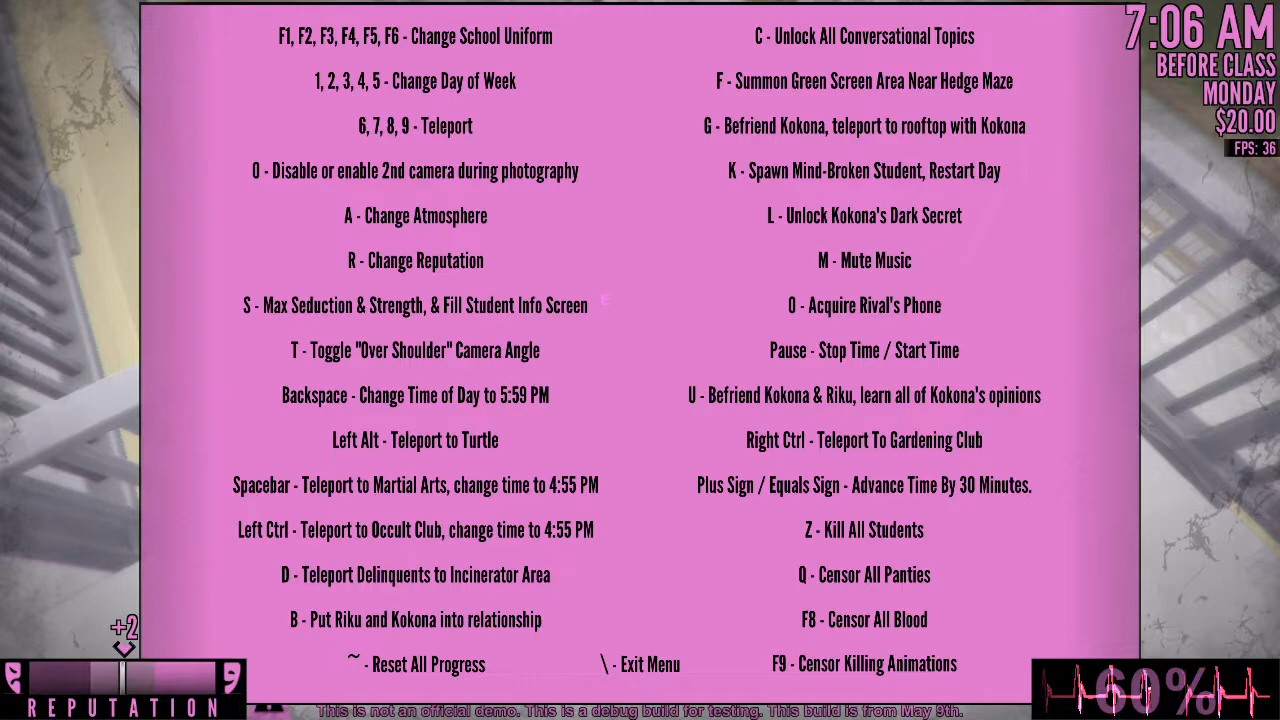 F1, F2, F3, F4, F5, F6 - Change School Uniform
1, 2, 3, 4, 5 - Change Day of Week
6, 7, 8, 9 - Teleport
0 - Disable or enable 2nd camera during photography
A - Change Atmosphere
R - Change Reputation
S - Max Seduction & Strength, & Fill Student Info Screen
T - Toggle "Over Shoulder" Camera Angle
Backspace - Change Time of Day to 5:59 PM
Left Alt - Teleport to Turtle
Spacebar - Teleport to Martial Arts, change time to 4:55 PM
Left Ctrl - Teleport to Occult Club, change time to 4:55 PM
D - Teleport Delinquents to Incinerator Area
B - Put Riku and Kokona into relationship
~ - Reset All Progress
\ - Exit Menu
C - Unlock All Conversational Topics
F - Summon Green Screen Area Near Hedge Maze
G - Befriend Kokona, teleport to rooftop with Kokona
K - Spawn Mind-Broken Student, Restart Day
L - Unlock Kokona's Dark Secret
M - Mute Music
O - Acquire Rival's Phone
Pause - Stop Time / Start Time
U - Befriend Kokona & Riku, learn all of Kokona's opinions
Right Ctrl - Teleport To Gardening Club
Plus Sign / Equals Sign - Advance Time By 30 Minutes.
Z - Kill All Students
Q - Censor All Panties
F8 - Censor All Blood
F9 - Censor Killing Animations
7:06 AM
BEFORE CLASS
MONDAY
$20.00
FPS: 36
E
+2
REPUTATION
60%
This is not an official demo. This is a debug build for testing. This build is from May 9th.